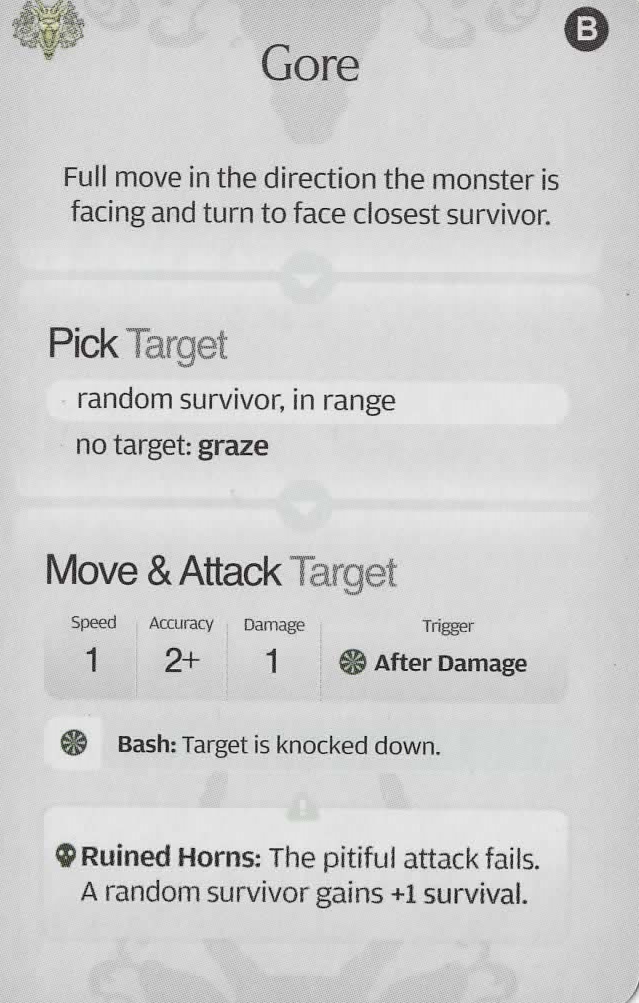 B
Gore
Full move in the direction the monster is
facing and turn to face closest survivor.
Pick Target
random survivor, in range
no target: graze
Move & Attack Target
Speed Accuracy Damage Trigger
1 2+ 1 After Damage
Bash: Target is knocked down.
Ruined Horns: The pitiful attack fails.
A random survivor gains +1 survival.